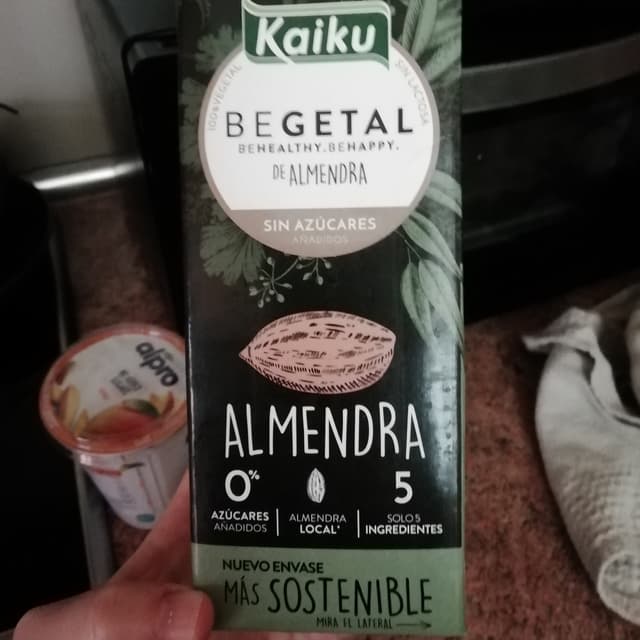 Kaiku
100% VEGETAL
SIN LACTOSA
BEGETAL
BEHEALTHY.BEHAPPY.
DE ALMENDRA
SIN AZÚCARES
AÑADIDOS
alpro
ALMENDRA
0%
AZÚCARES
AÑADIDOS
ALMENDRA
LOCAL*
5
SOLO 5
INGREDIENTES
NUEVO ENVASE
MÁS SOSTENIBLE
MIRA EL LATERAL